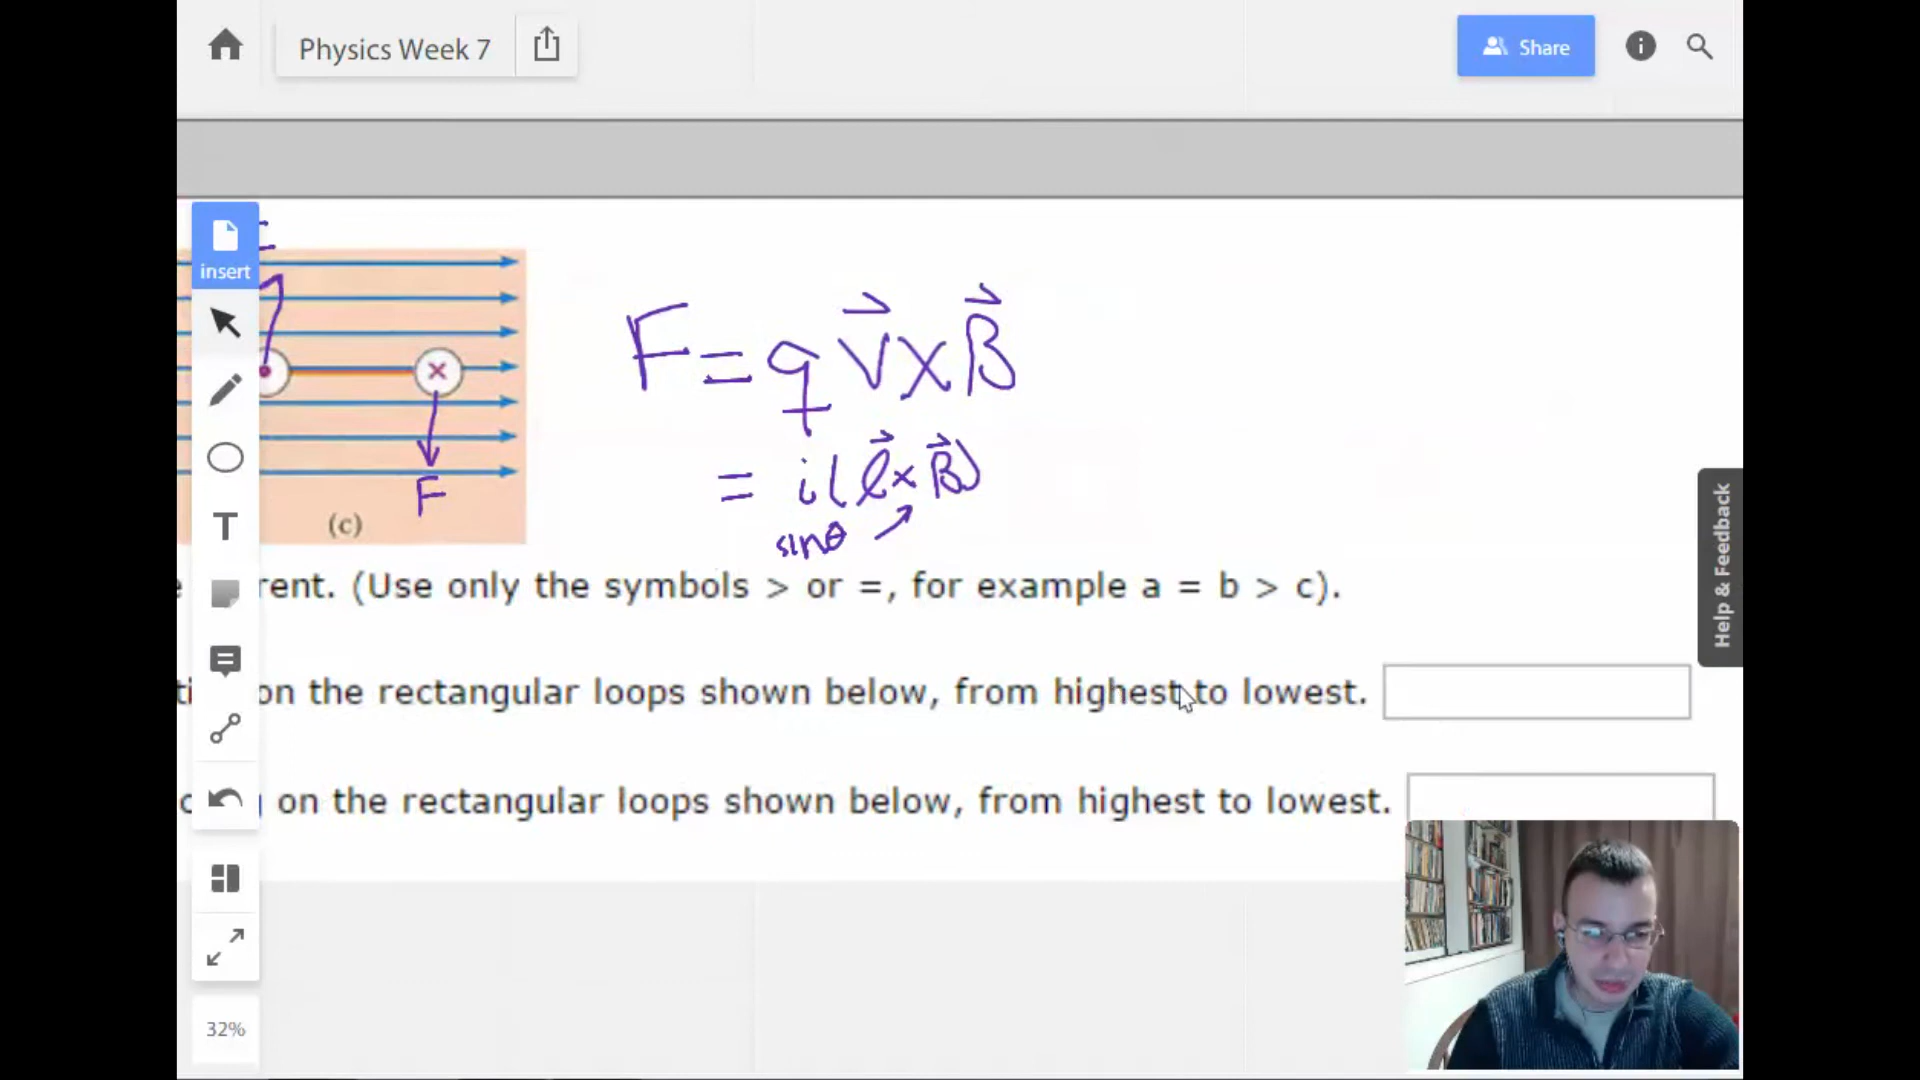 Physics Week 7
Share
insert
F = q v x B
= i(l x B)
sinθ
F
(c)
rent. (Use only the symbols > or =, for example a = b > c).
on the rectangular loops shown below, from highest to lowest.
on the rectangular loops shown below, from highest to lowest.
T
Help & Feedback
32%